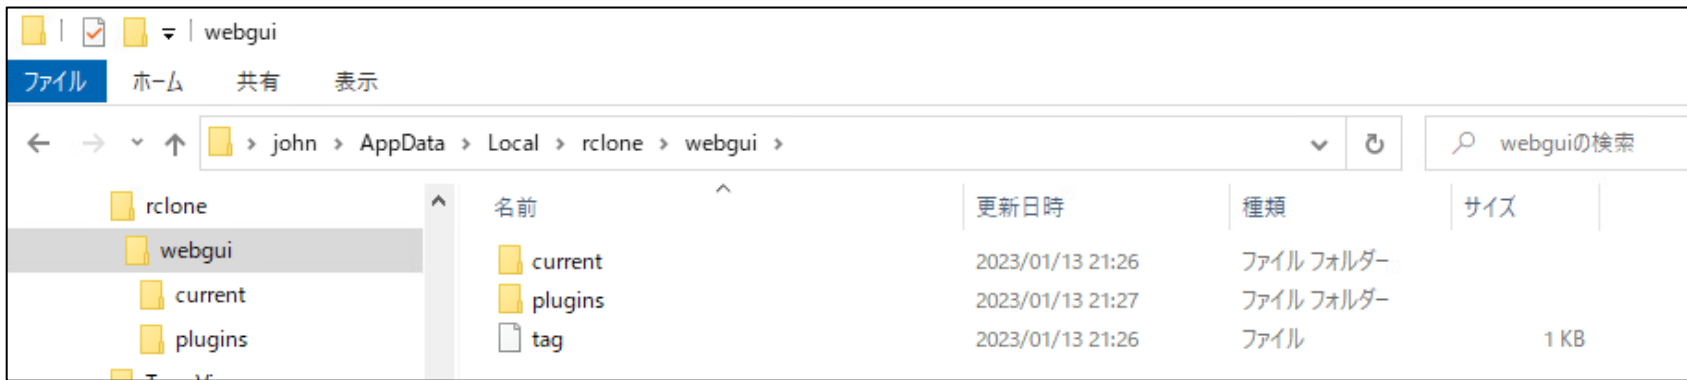 webgui
ファイル ホーム 共有 表示
john > AppData > Local > rclone > webgui >
webguiの検索
rclone
webgui
current
plugins
名前 更新日時 種類 サイズ
current 2023/01/13 21:26 ファイル フォルダー
plugins 2023/01/13 21:27 ファイル フォルダー
tag 2023/01/13 21:26 ファイル 1 KB